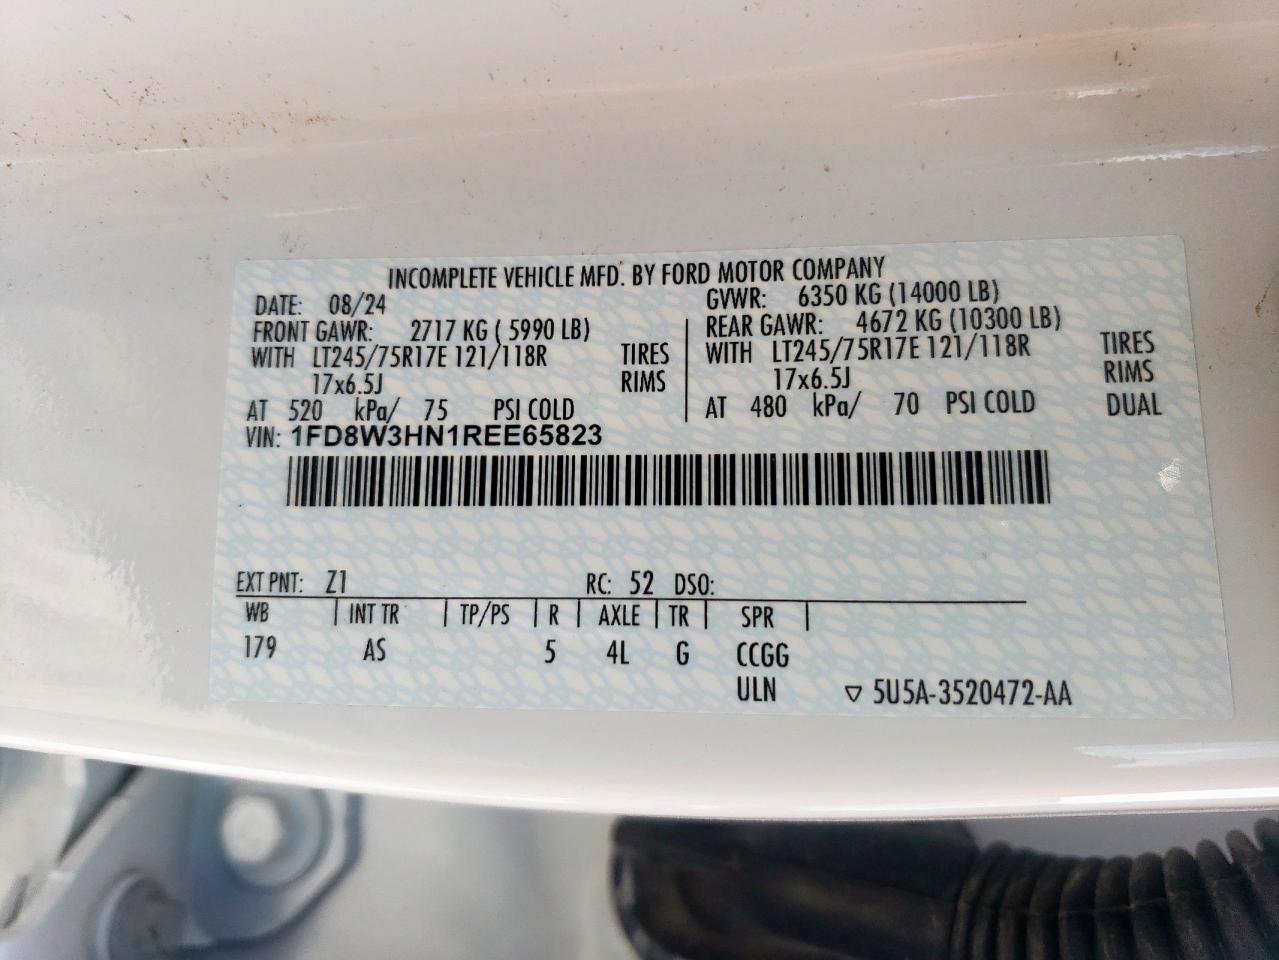 INCOMPLETE VEHICLE MFD. BY FORD MOTOR COMPANY
DATE: 08/24 GVWR: 6350 KG (14000 LB)
FRONT GAWR: 2717 KG ( 5990 LB) REAR GAWR: 4672 KG (10300 LB)
WITH LT245/75R17E 121/118R TIRES WITH LT245/75R17E 121/118R TIRES
17x6.5J RIMS 17x6.5J RIMS
AT 520 kPa/ 75 PSI COLD AT 480 kPa/ 70 PSI COLD DUAL
VIN: 1FD8W3HN1REE65823
EXT PNT: Z1 RC: 52 DSO:
WB INT TR TP/PS R AXLE TR SPR
179 AS 5 4L G CCGG
ULN ▽ 5U5A-3520472-AA